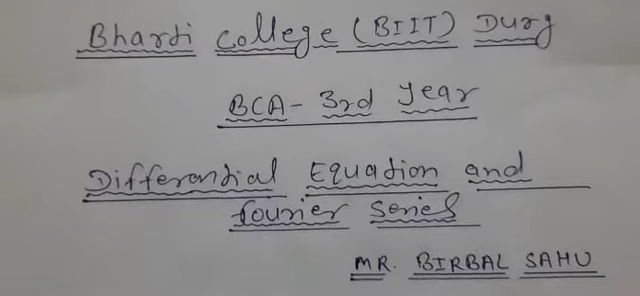 Bharti College (BIIT) Durg
BCA - 3rd Year
Differential Equation and
fourier series
MR. BIRBAL SAHU